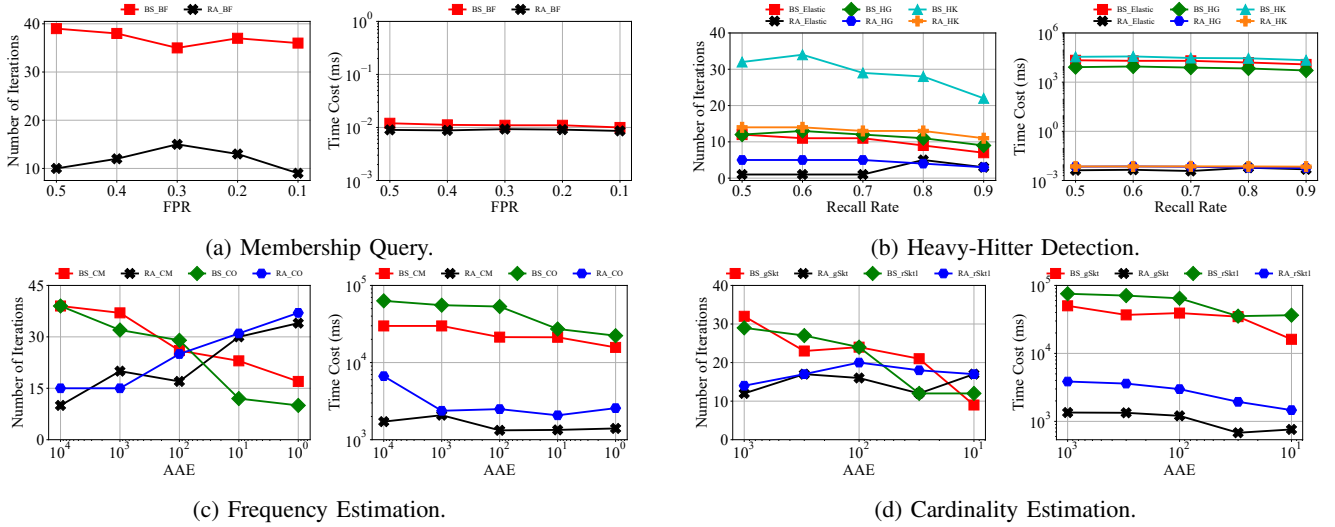 BS_BF RA_BF
40
30
20
10
0.5 0.4 0.3 0.2 0.1
FPR
Number of Iterations
BS_BF RA_BF
10^0
10^-1
10^-2
10^-3
0.5 0.4 0.3 0.2 0.1
FPR
Time Cost (ms)
(a) Membership Query.
BS_Elastic BS_HG BS_HK
RA_Elastic RA_HG RA_HK
40
30
20
10
0
0.5 0.6 0.7 0.8 0.9
Recall Rate
Number of Iterations
BS_Elastic BS_HG BS_HK
RA_Elastic RA_HG RA_HK
10^6
10^3
10^0
10^-3
0.5 0.6 0.7 0.8 0.9
Recall Rate
Time Cost (ms)
(b) Heavy-Hitter Detection.
BS_CM RA_CM BS_CO RA_CO
45
30
15
0
10^4 10^3 10^2 10^1 10^0
AAE
Number of Iterations
BS_CM RA_CM BS_CO RA_CO
10^5
10^4
10^3
10^4 10^3 10^2 10^1 10^0
AAE
Time Cost (ms)
(c) Frequency Estimation.
BS_gSkt RA_gSkt BS_rSkt1 RA_rSkt1
40
30
20
10
0
10^3 10^2 10^1
AAE
Number of Iterations
BS_gSkt RA_gSkt BS_rSkt1 RA_rSkt1
10^5
10^4
10^3
10^3 10^2 10^1
AAE
Time Cost (ms)
(d) Cardinality Estimation.